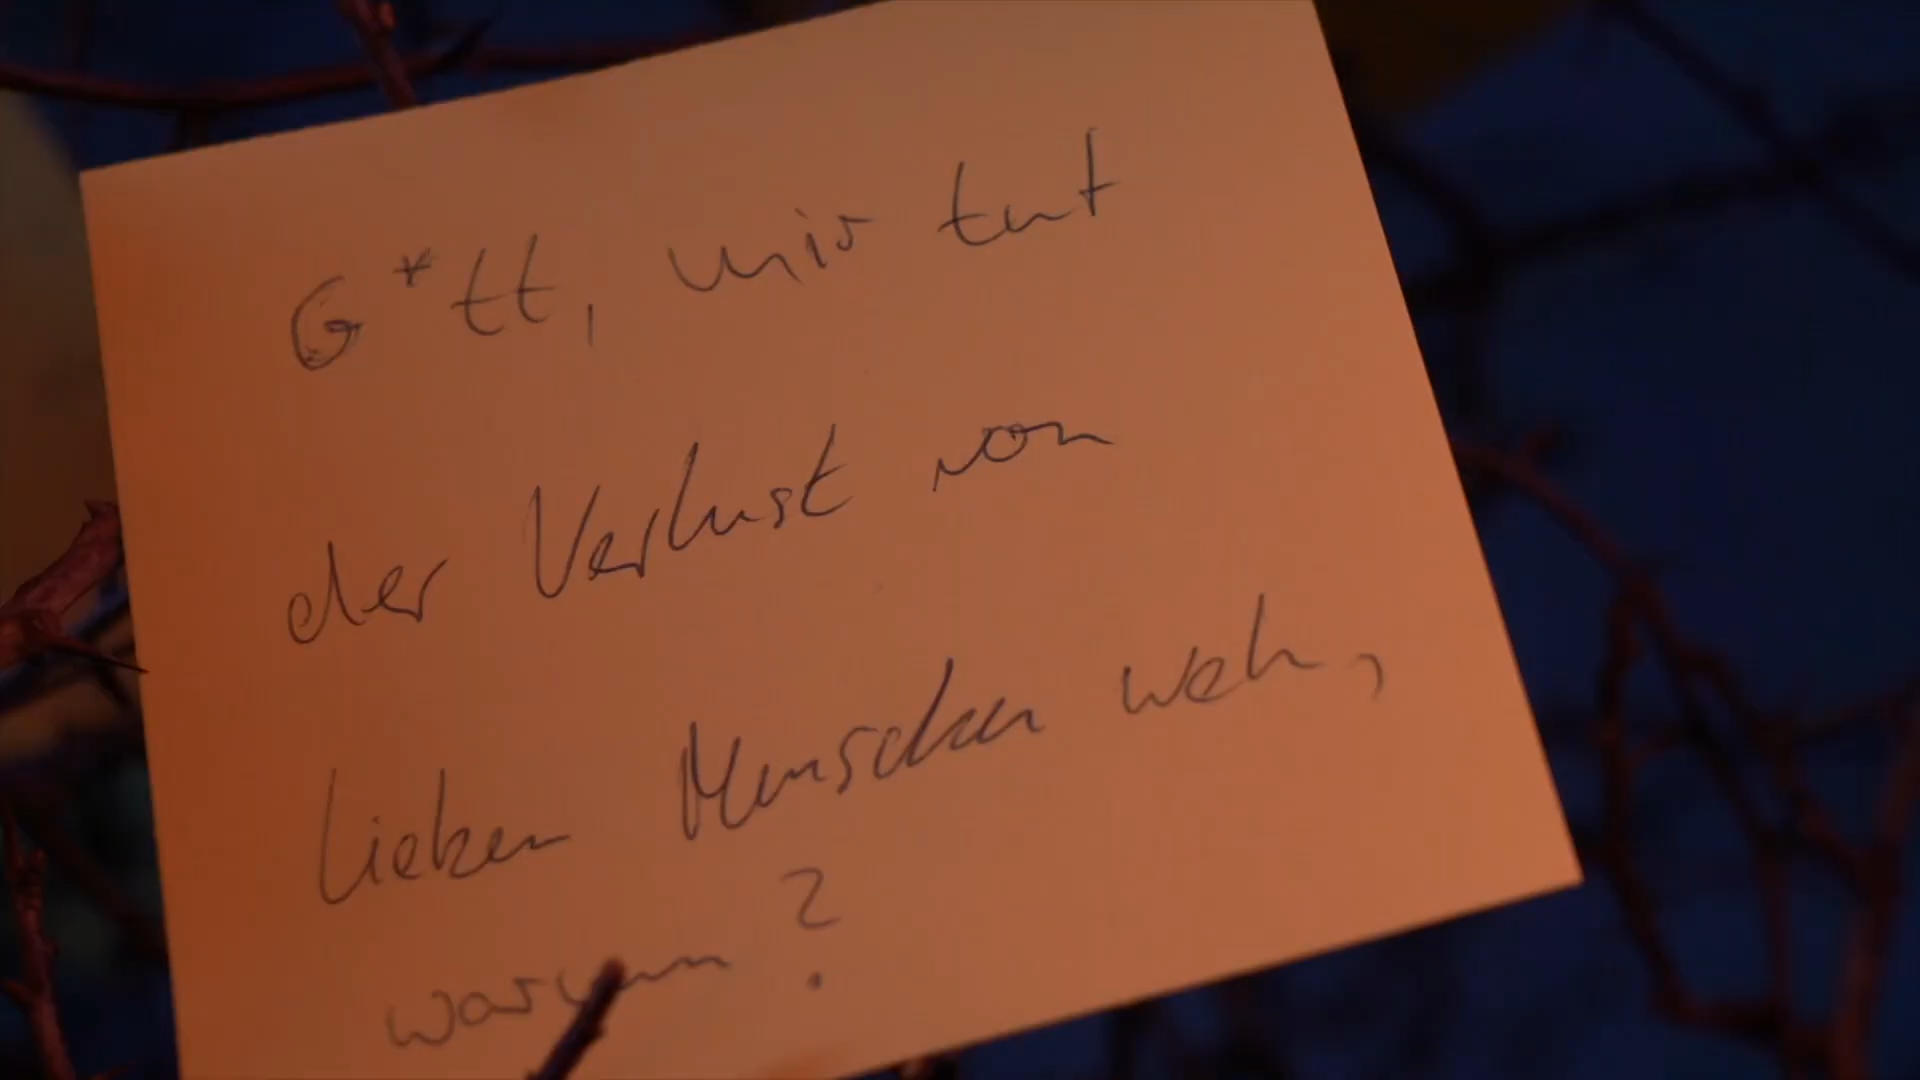 G*tt, mir tut
der Verlust von
lieben Menschen weh,
warum?